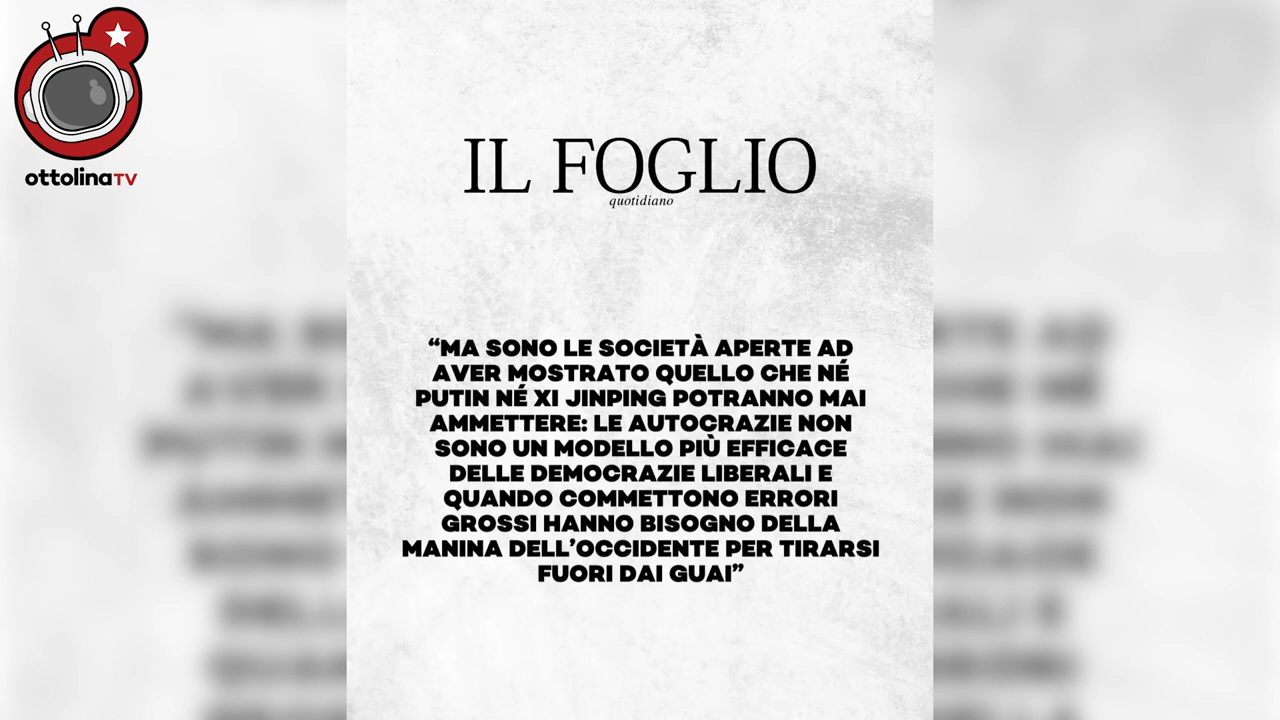 ottolinaTV
IL FOGLIO
quotidiano
“MA SONO LE SOCIETÀ APERTE AD
AVER MOSTRATO QUELLO CHE NÉ
PUTIN NÉ XI JINPING POTRANNO MAI
AMMETTERE: LE AUTOCRAZIE NON
SONO UN MODELLO PIÙ EFFICACE
DELLE DEMOCRAZIE LIBERALI E
QUANDO COMMETTONO ERRORI
GROSSI HANNO BISOGNO DELLA
MANINA DELL’OCCIDENTE PER TIRARSI
FUORI DAI GUAI”